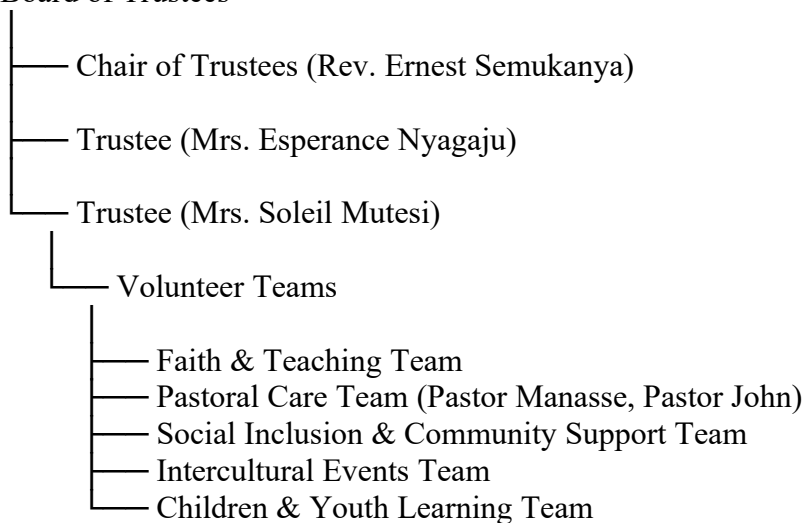 Board of Trustees
Chair of Trustees (Rev. Ernest Semukanya)
Trustee (Mrs. Esperance Nyagaju)
Trustee (Mrs. Soleil Mutesi)
Volunteer Teams
Faith & Teaching Team
Pastoral Care Team (Pastor Manasse, Pastor John)
Social Inclusion & Community Support Team
Intercultural Events Team
Children & Youth Learning Team